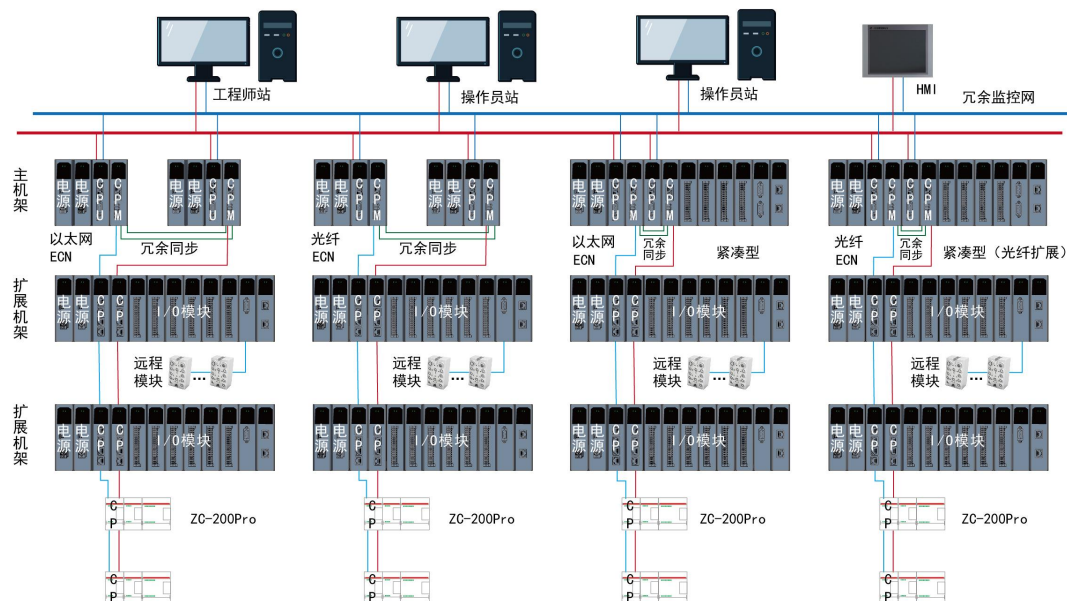 工程师站
操作员站
操作员站
HMI
冗余监控网
主机架
电源
电源
CPU
CPM
电源
电源
CPU
CPM
电源
电源
CPU
CPM
电源
电源
CPU
CPM
电源
电源
CPU
CPM
CPU
CPM
电源
电源
CPU
CPM
CPU
CPM
以太网
ECN
冗余同步
光纤
ECN
冗余同步
以太网
ECN
冗余
同步
紧凑型
光纤
ECN
冗余
同步
紧凑型（光纤扩展）
扩展机架
电源
电源
CP
CP
I/O模块
电源
电源
CP
CP
I/O模块
电源
电源
CP
CP
I/O模块
电源
电源
CP
CP
I/O模块
远程
模块
...
远程
模块
...
远程
模块
...
远程
模块
...
扩展机架
电源
电源
CP
CP
I/O模块
电源
电源
CP
CP
I/O模块
电源
电源
CP
CP
I/O模块
电源
电源
CP
CP
I/O模块
CP
ZC-200Pro
CP
ZC-200Pro
CP
ZC-200Pro
CP
ZC-200Pro
CP
CP
CP
CP